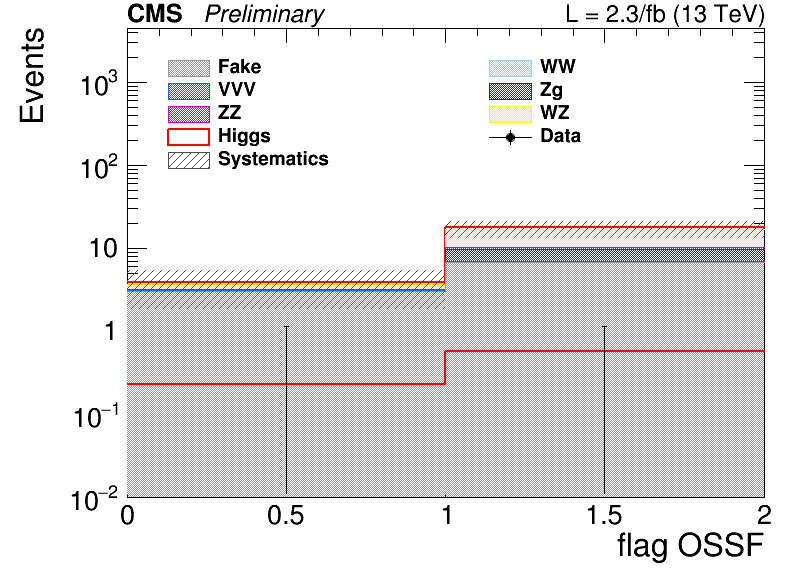 CMS Preliminary L = 2.3/fb (13 TeV)
Events
Fake
VVV
ZZ
Higgs
Systematics
WW
Zg
WZ
Data
10³
10²
10
1
10⁻¹
10⁻²
0 0.5 1 1.5 2
flag OSSF